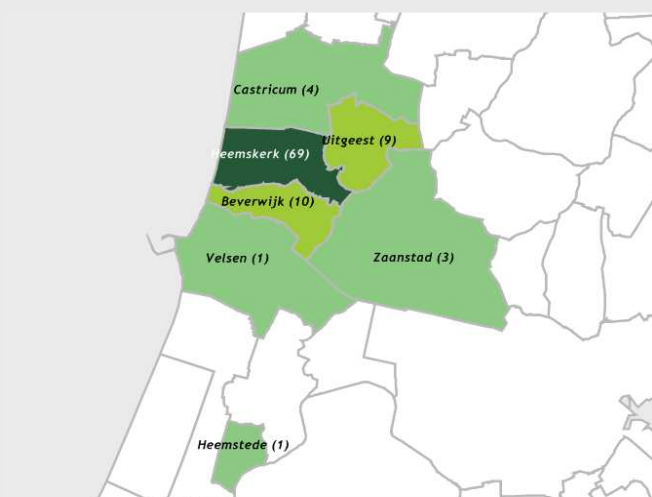 Castricum (4)
Uitgeest (9)
Heemskerk (69)
Beverwijk (10)
Velsen (1)
Zaanstad (3)
Heemstede (1)